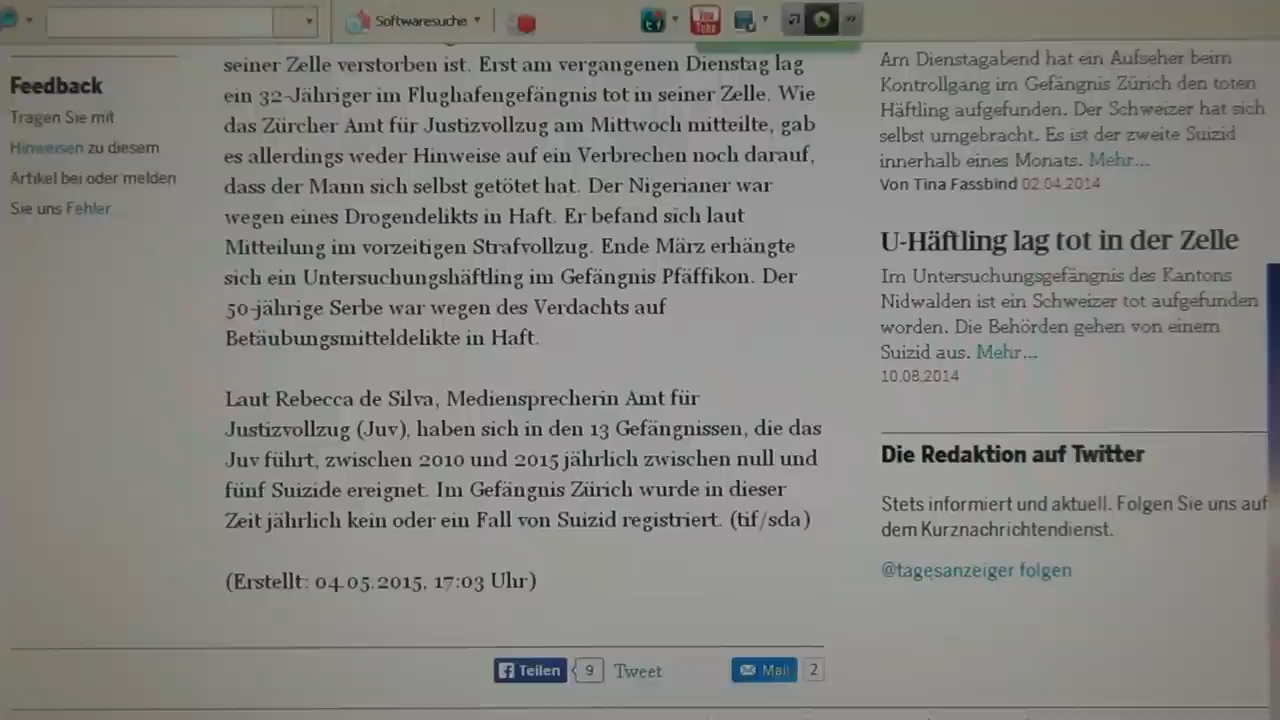 Softwaresuche
You
Tube
Feedback
Tragen Sie mit
Hinweisen zu diesem
Artikel bei oder melden
Sie uns Fehler.
seiner Zelle verstorben ist. Erst am vergangenen Dienstag lag
ein 32-Jähriger im Flughafengefängnis tot in seiner Zelle. Wie
das Zürcher Amt für Justizvollzug am Mittwoch mitteilte, gab
es allerdings weder Hinweise auf ein Verbrechen noch darauf,
dass der Mann sich selbst getötet hat. Der Nigerianer war
wegen eines Drogendelikts in Haft. Er befand sich laut
Mitteilung im vorzeitigen Strafvollzug. Ende März erhängte
sich ein Untersuchungshäftling im Gefängnis Pfäffikon. Der
50-jährige Serbe war wegen des Verdachts auf
Betäubungsmitteldelikte in Haft.
Laut Rebecca de Silva, Mediensprecherin Amt für
Justizvollzug (Juv), haben sich in den 13 Gefängnissen, die das
Juv führt, zwischen 2010 und 2015 jährlich zwischen null und
fünf Suizide ereignet. Im Gefängnis Zürich wurde in dieser
Zeit jährlich kein oder ein Fall von Suizid registriert. (tif/sda)
(Erstellt: 04.05.2015, 17:03 Uhr)
Teilen 9 Tweet Mail 2
Am Dienstagabend hat ein Aufseher beim
Kontrollgang im Gefängnis Zürich den toten
Häftling aufgefunden. Der Schweizer hat sich
selbst umgebracht. Es ist der zweite Suizid
innerhalb eines Monats. Mehr...
Von Tina Fassbind 02.04.2014
U-Häftling lag tot in der Zelle
Im Untersuchungsgefängnis des Kantons
Nidwalden ist ein Schweizer tot aufgefunden
worden. Die Behörden gehen von einem
Suizid aus. Mehr...
10.08.2014
Die Redaktion auf Twitter
Stets informiert und aktuell. Folgen Sie uns auf
dem Kurznachrichtendienst.
@tagesanzeiger folgen